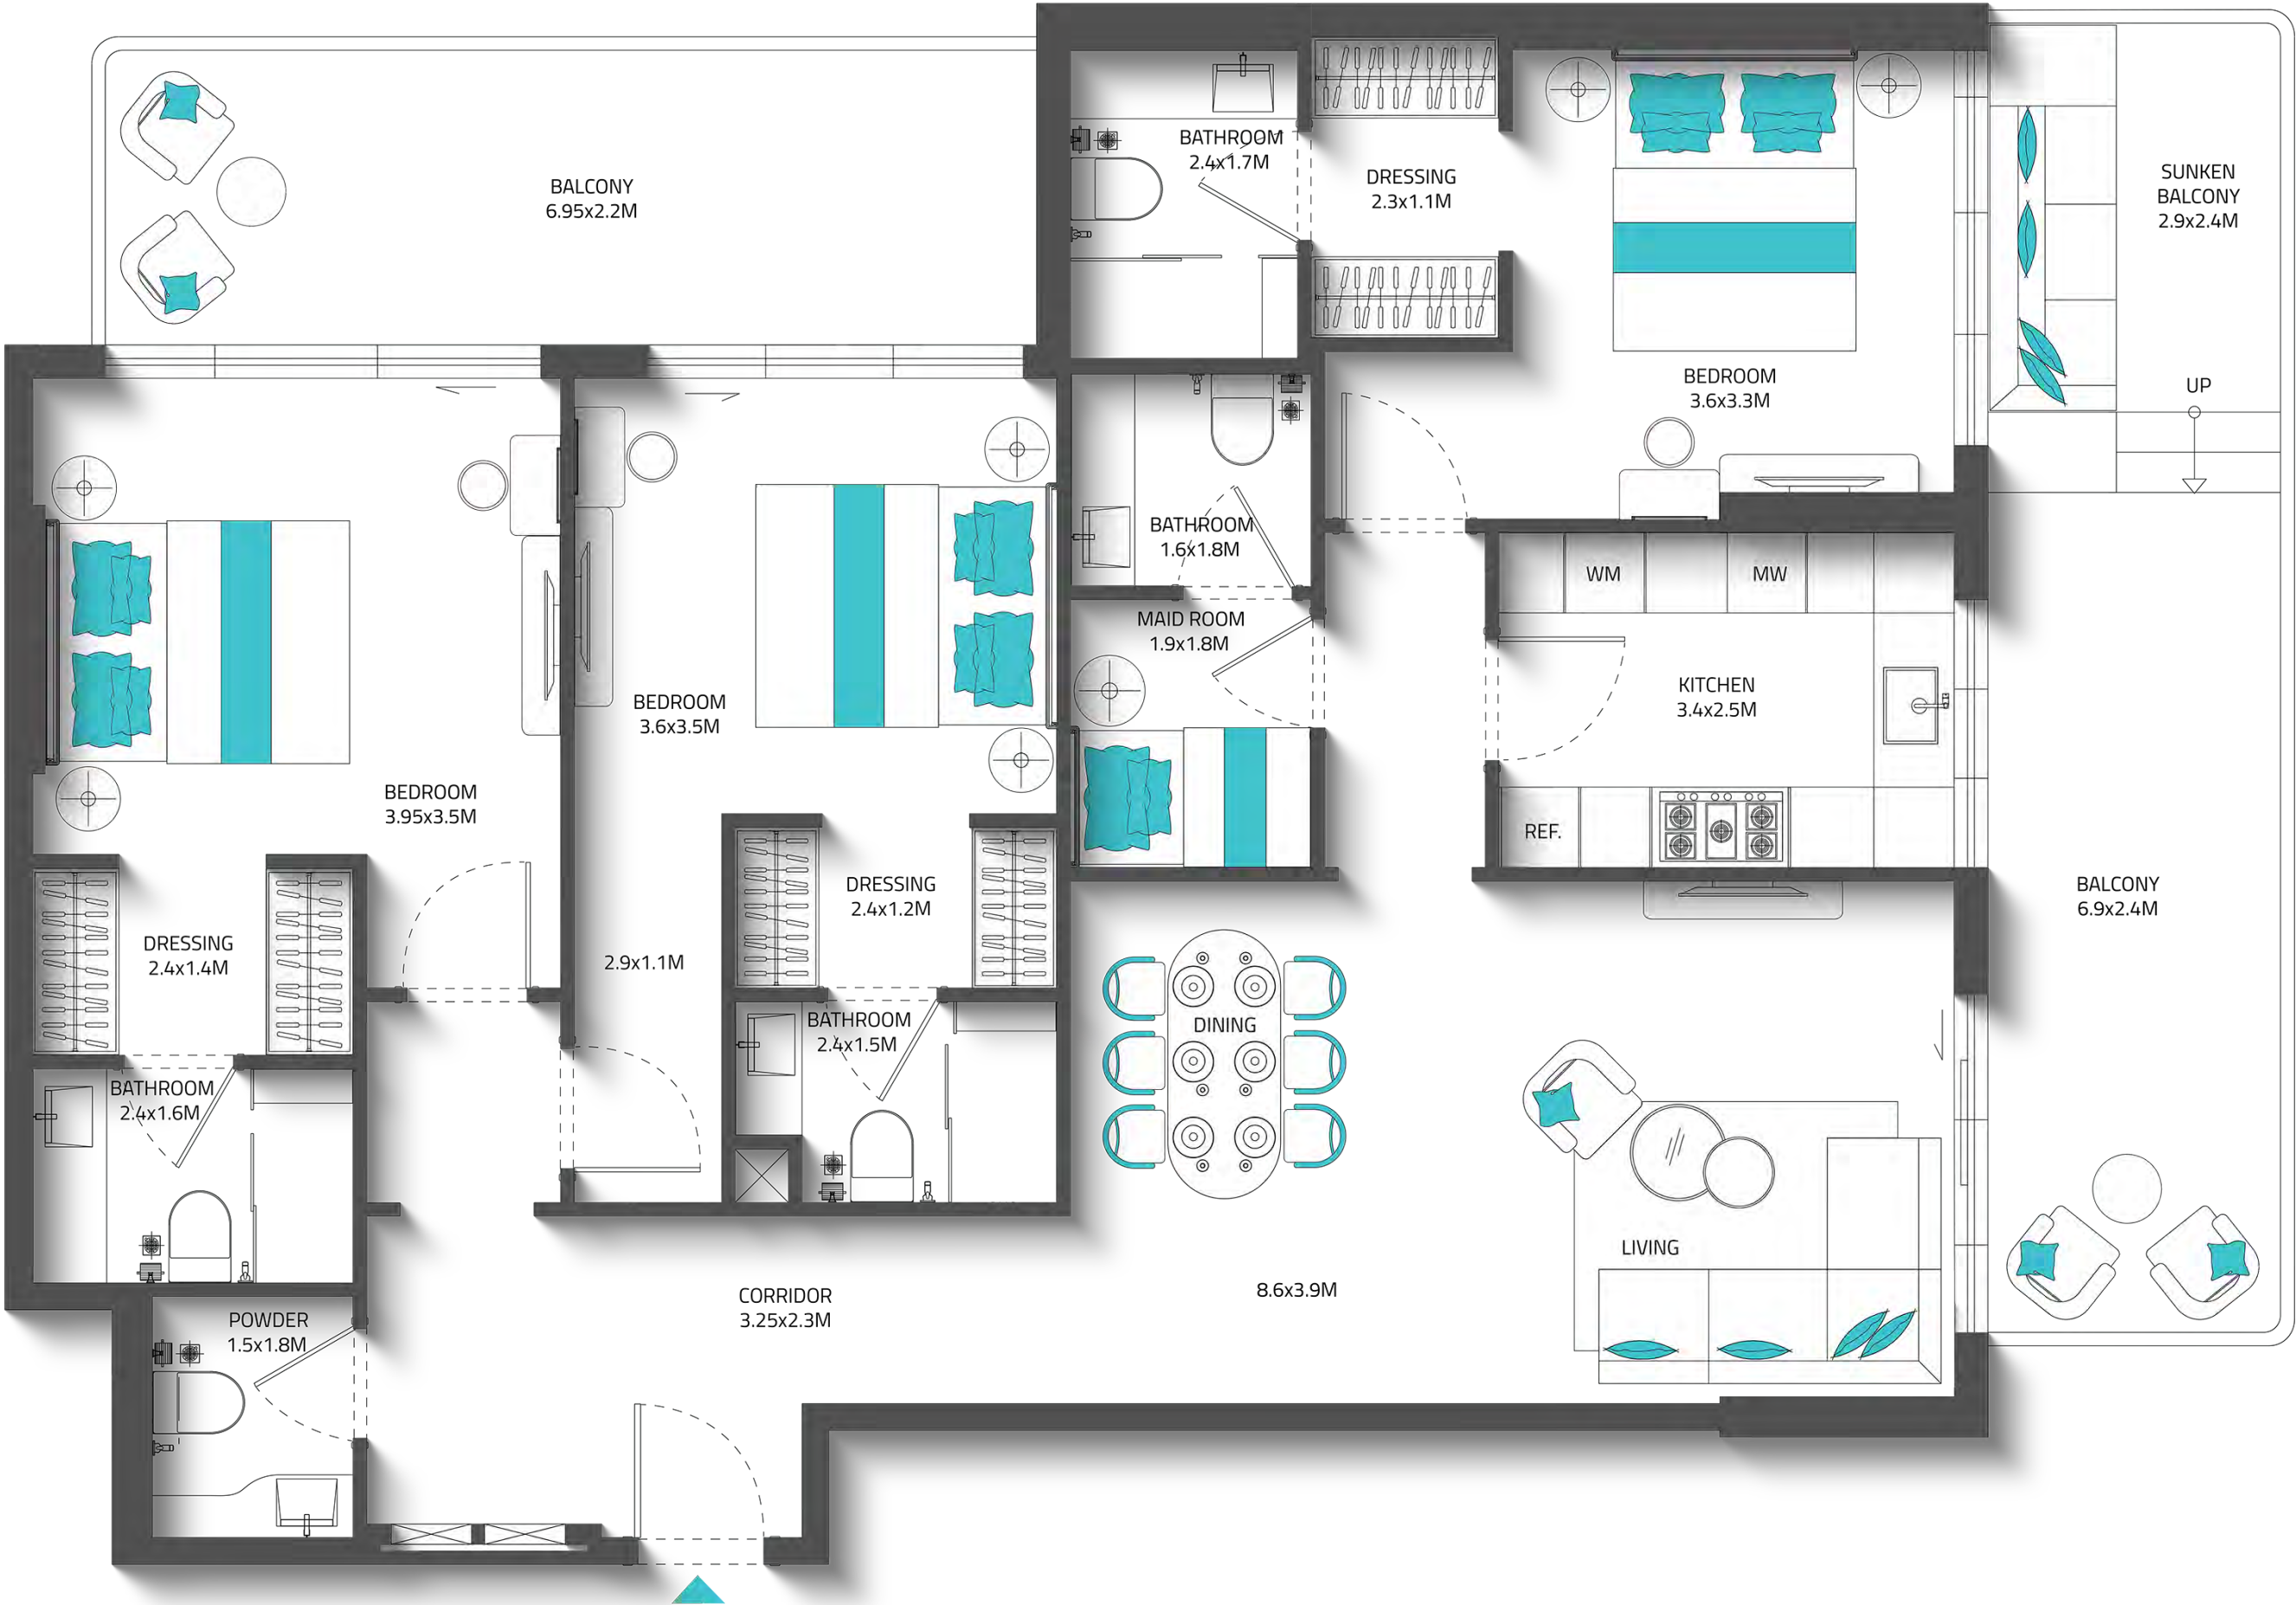 BALCONY
6.95x2.2M
BATHROOM
2.4x1.7M
DRESSING
2.3x1.1M
SUNKEN
BALCONY
2.9x2.4M
BEDROOM
3.6x3.3M
UP
BATHROOM
1.6x1.8M
WM
MW
MAID ROOM
1.9x1.8M
KITCHEN
3.4x2.5M
BEDROOM
3.6x3.5M
BEDROOM
3.95x3.5M
REF.
DRESSING
2.4x1.2M
BALCONY
6.9x2.4M
DRESSING
2.4x1.4M
2.9x1.1M
BATHROOM
2.4x1.5M
DINING
BATHROOM
2.4x1.6M
LIVING
8.6x3.9M
CORRIDOR
3.25x2.3M
POWDER
1.5x1.8M